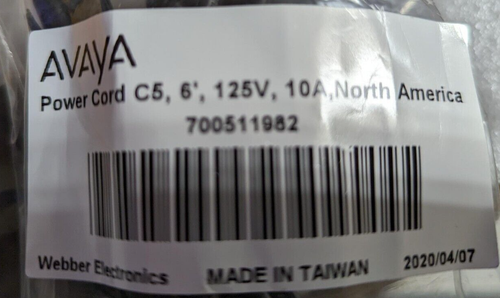 AVAYA
Power Cord C5, 6', 125V, 10A,North America
700511982
Webber Electronics MADE IN TAIWAN 2020/04/07